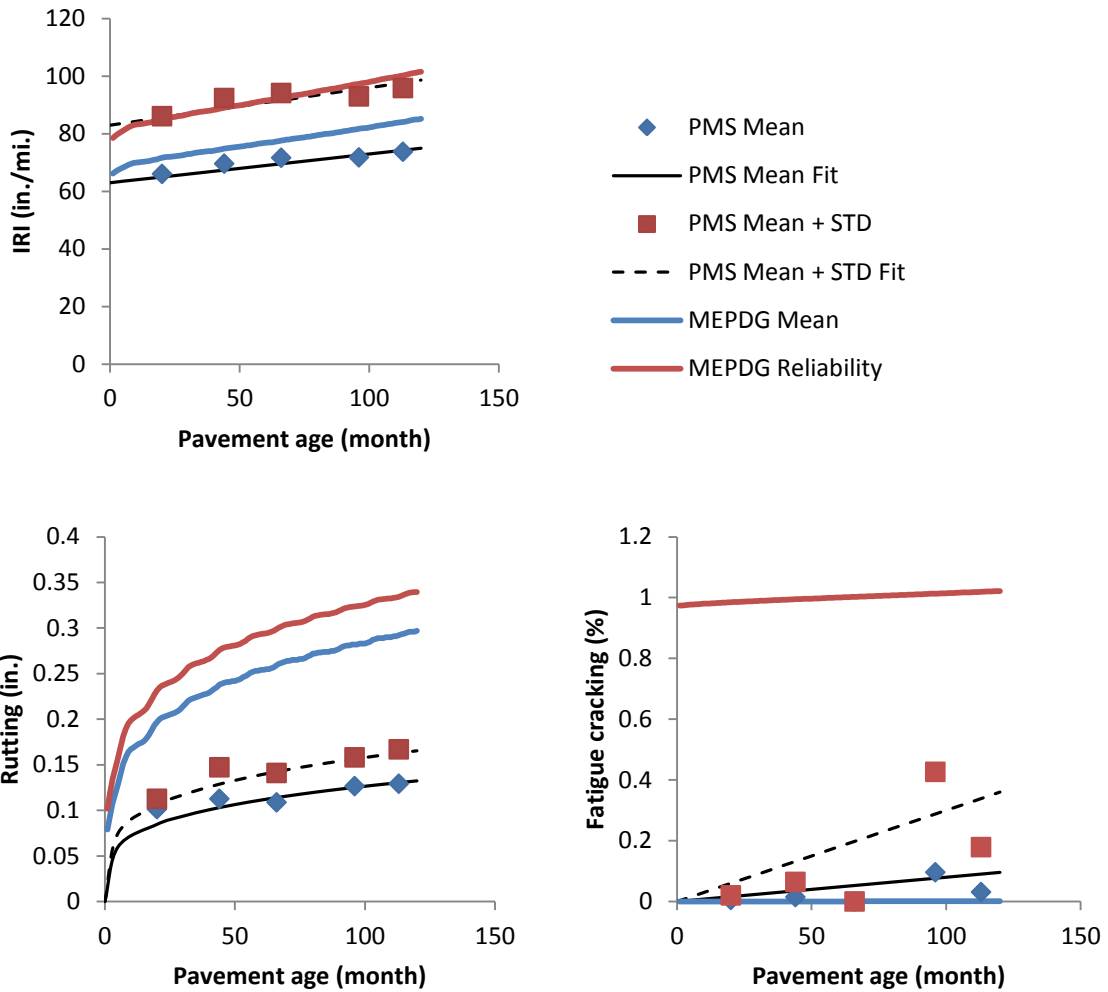 120
100
80
60
40
20
0
IRI (in./mi.)
0 50 100 150
Pavement age (month)
PMS Mean
PMS Mean Fit
PMS Mean + STD
PMS Mean + STD Fit
MEPDG Mean
MEPDG Reliability
0.4
0.35
0.3
0.25
0.2
0.15
0.1
0.05
0
Rutting (in.)
0 50 100 150
Pavement age (month)
1.2
1
0.8
0.6
0.4
0.2
0
Fatigue cracking (%)
0 50 100 150
Pavement age (month)